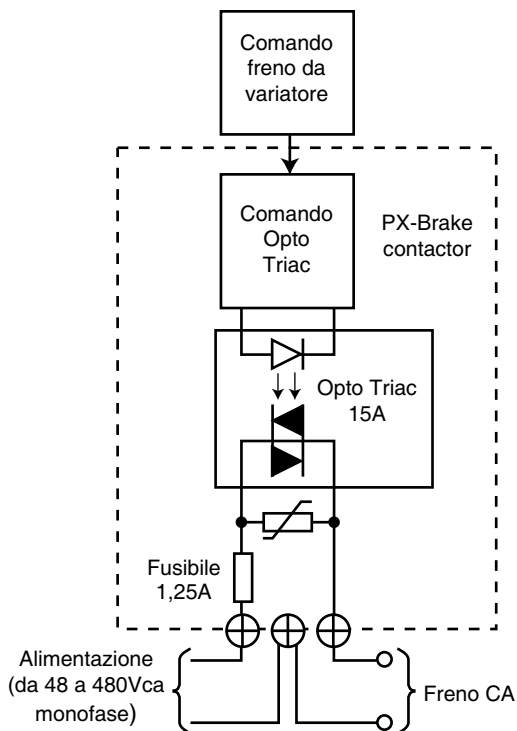 Comando
freno da
variatore
Comando
Opto
Triac
PX-Brake
contactor
Opto Triac
15A
Fusibile
1,25A
Alimentazione
(da 48 a 480Vca
monofase)
Freno CA